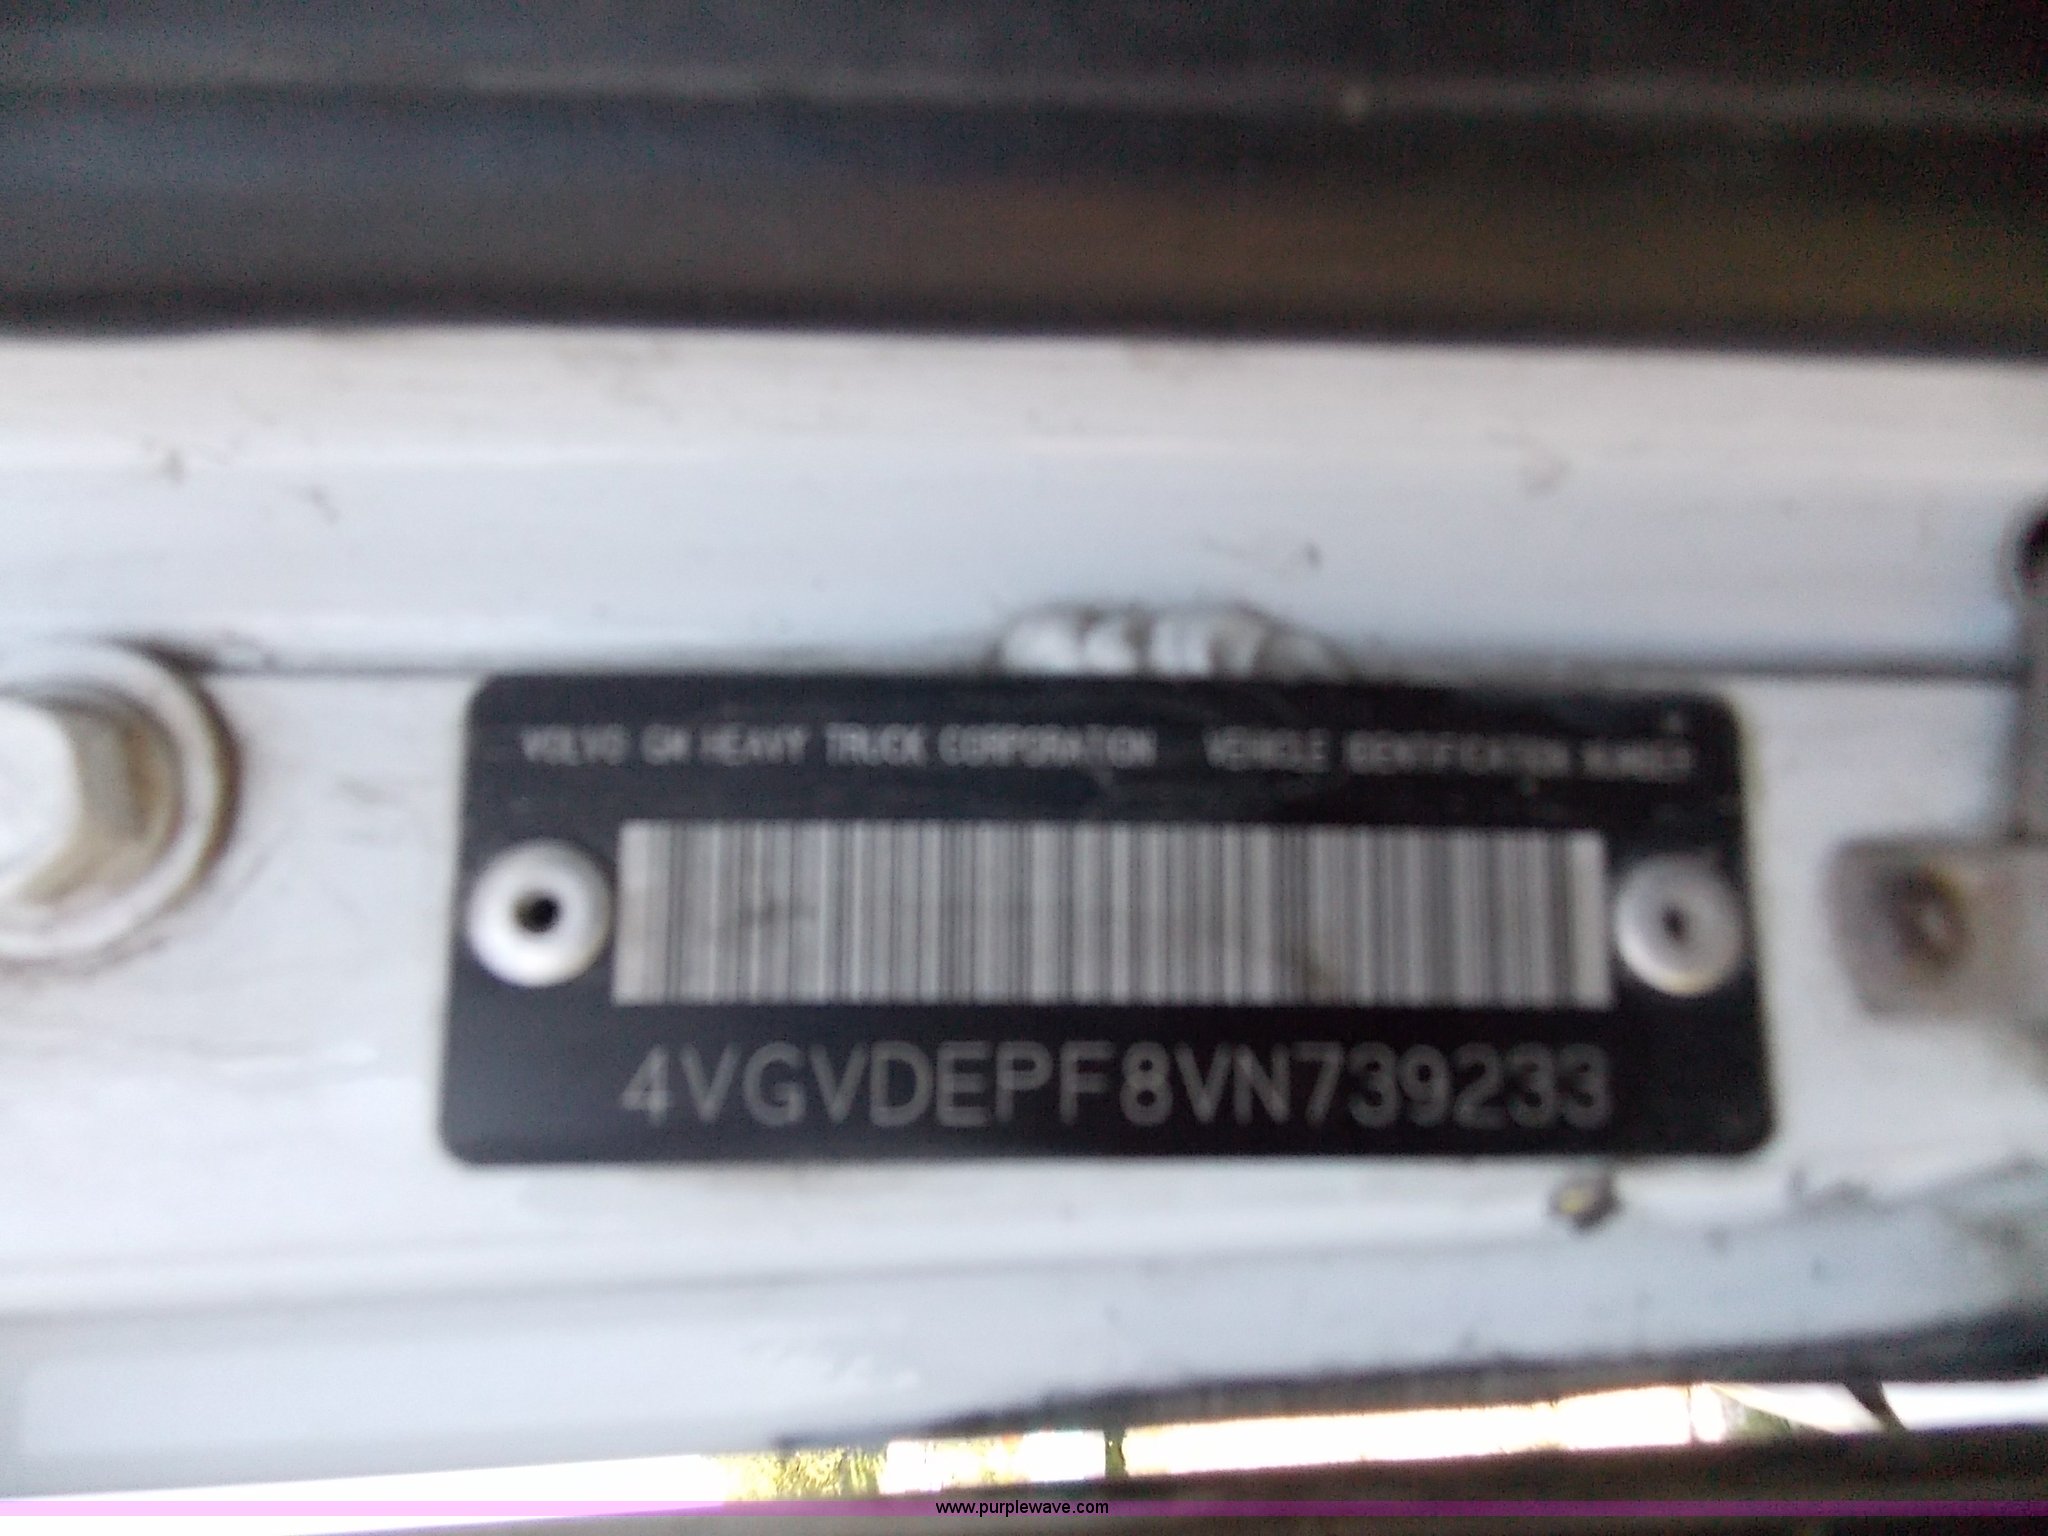 VOLVO GM HEAVY TRUCK CORPORATION VEHICLE IDENTIFICATION NUMBER
4VGVDEPF8VN739233
www.purplewave.com